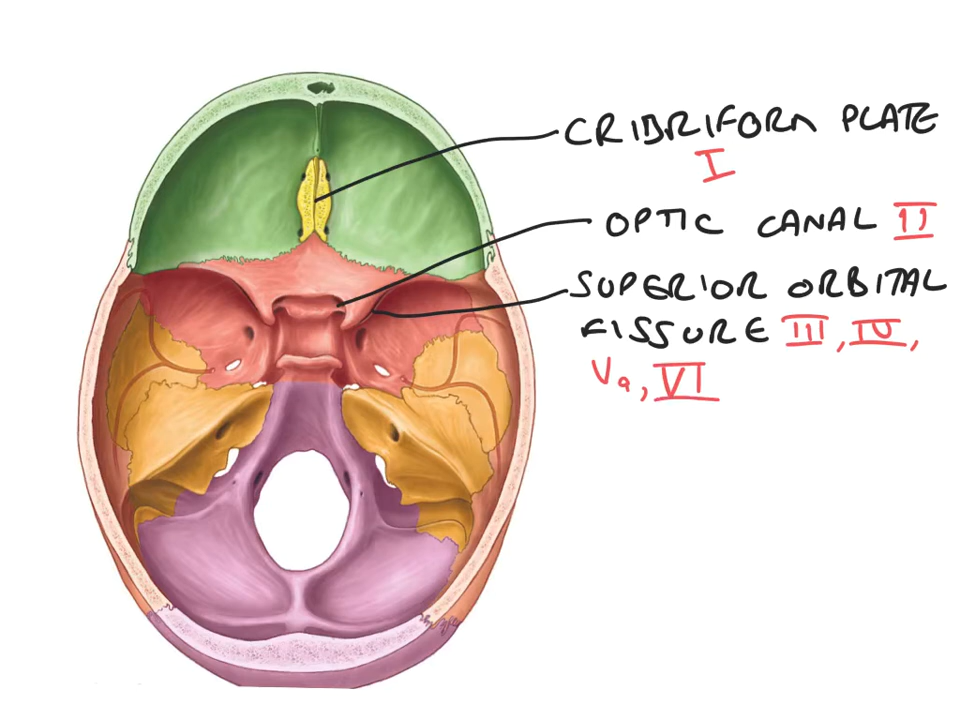 CRIBRIFORM PLATE
I
OPTIC CANAL II
SUPERIOR ORBITAL
FISSURE III, IV,
Va, VI